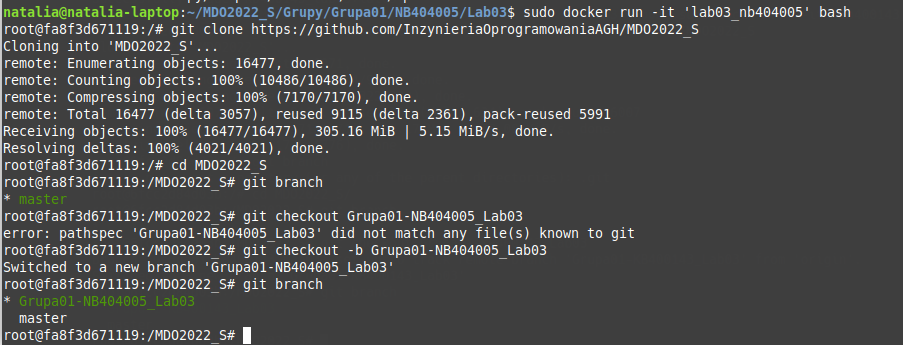 natalia@natalia-laptop:~/MDO2022_S/Grupy/Grupa01/NB404005/Lab03$ sudo docker run -it 'lab03_nb404005' bash
root@fa8f3d671119:/# git clone https://github.com/InzynieriaOprogramowaniaAGH/MDO2022_S
Cloning into 'MDO2022_S'...
remote: Enumerating objects: 16477, done.
remote: Counting objects: 100% (10486/10486), done.
remote: Compressing objects: 100% (7170/7170), done.
remote: Total 16477 (delta 3057), reused 9115 (delta 2361), pack-reused 5991
Receiving objects: 100% (16477/16477), 305.16 MiB | 5.15 MiB/s, done.
Resolving deltas: 100% (4021/4021), done.
root@fa8f3d671119:/# cd MDO2022_S
root@fa8f3d671119:/MDO2022_S# git branch
* master
root@fa8f3d671119:/MDO2022_S# git checkout Grupa01-NB404005_Lab03
error: pathspec 'Grupa01-NB404005_Lab03' did not match any file(s) known to git
root@fa8f3d671119:/MDO2022_S# git checkout -b Grupa01-NB404005_Lab03
Switched to a new branch 'Grupa01-NB404005_Lab03'
root@fa8f3d671119:/MDO2022_S# git branch
* Grupa01-NB404005_Lab03
  master
root@fa8f3d671119:/MDO2022_S#